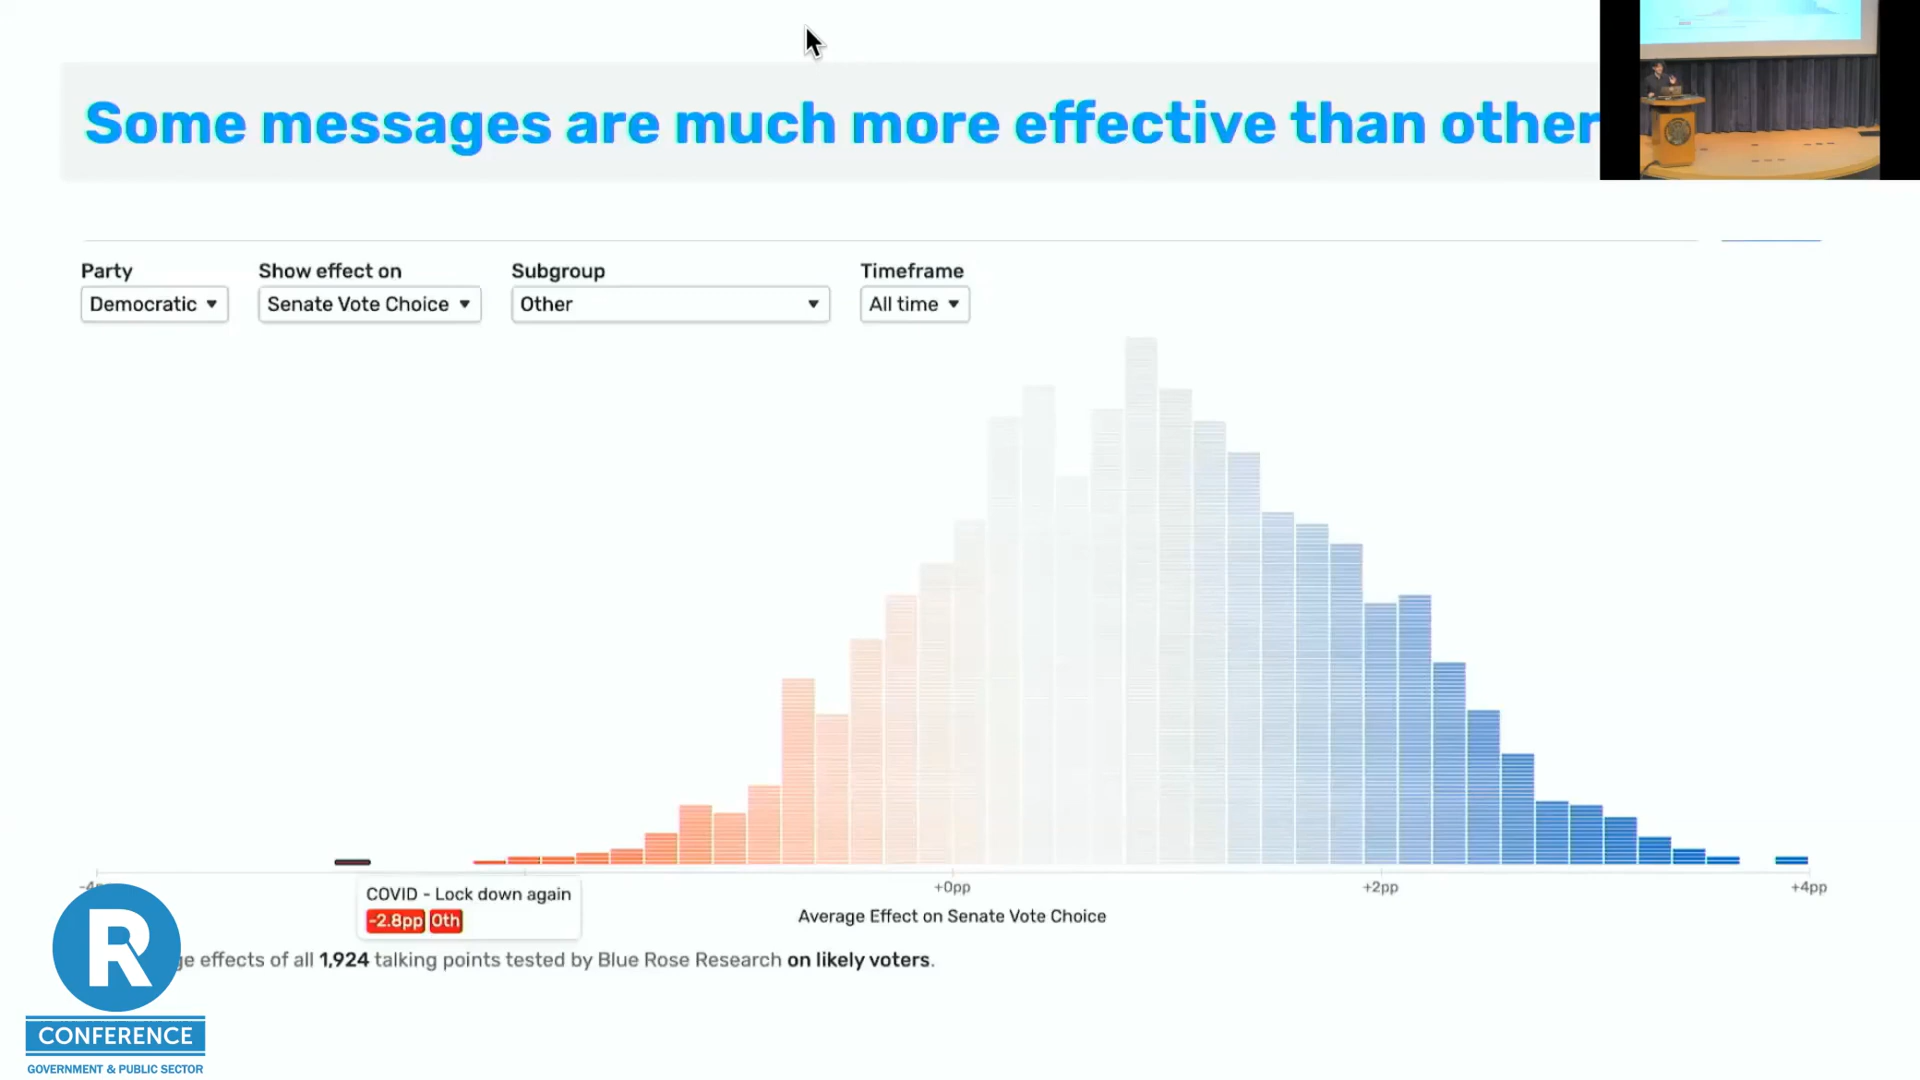 Some messages are much more effective than other
Party
Show effect on
Subgroup
Timeframe
Democratic
Senate Vote Choice
Other
All time
+0pp
+2pp
+4pp
COVID - Lock down again
-2.8pp 0th
Average Effect on Senate Vote Choice
effects of all 1,924 talking points tested by Blue Rose Research on likely voters.
R
CONFERENCE
GOVERNMENT & PUBLIC SECTOR